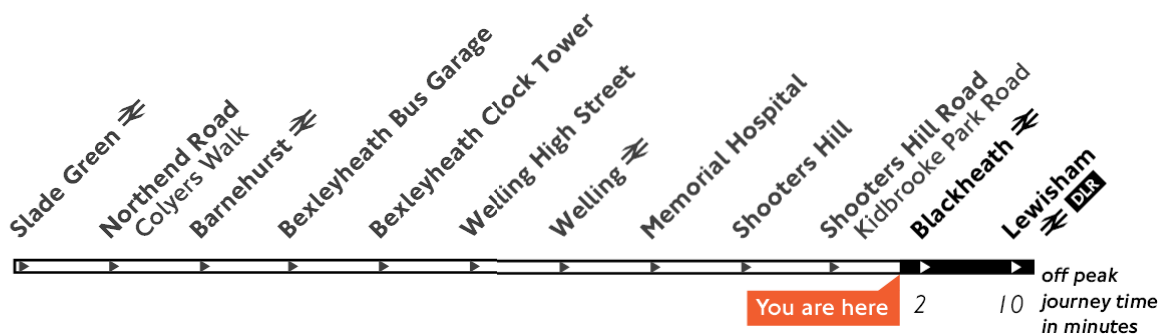 Slade Green
Northend Road
Colyers Walk
Barnehurst
Bexleyheath Bus Garage
Bexleyheath Clock Tower
Welling High Street
Welling
Memorial Hospital
Shooters Hill
Shooters Hill Road
Kidbrooke Park Road
Blackheath
Lewisham
DLR
You are here
2
10
off peak
journey time
in minutes